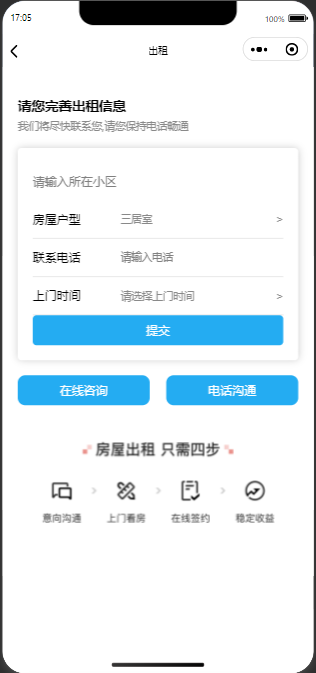 17:05
100%
出租
请您完善出租信息
我们将尽快联系您,请您保持电话畅通
请输入所在小区
房屋户型 三居室 >
联系电话 请输入电话
上门时间 请选择上门时间 >
提交
在线咨询 电话沟通
房屋出租 只需四步
意向沟通 上门看房 在线签约 稳定收益